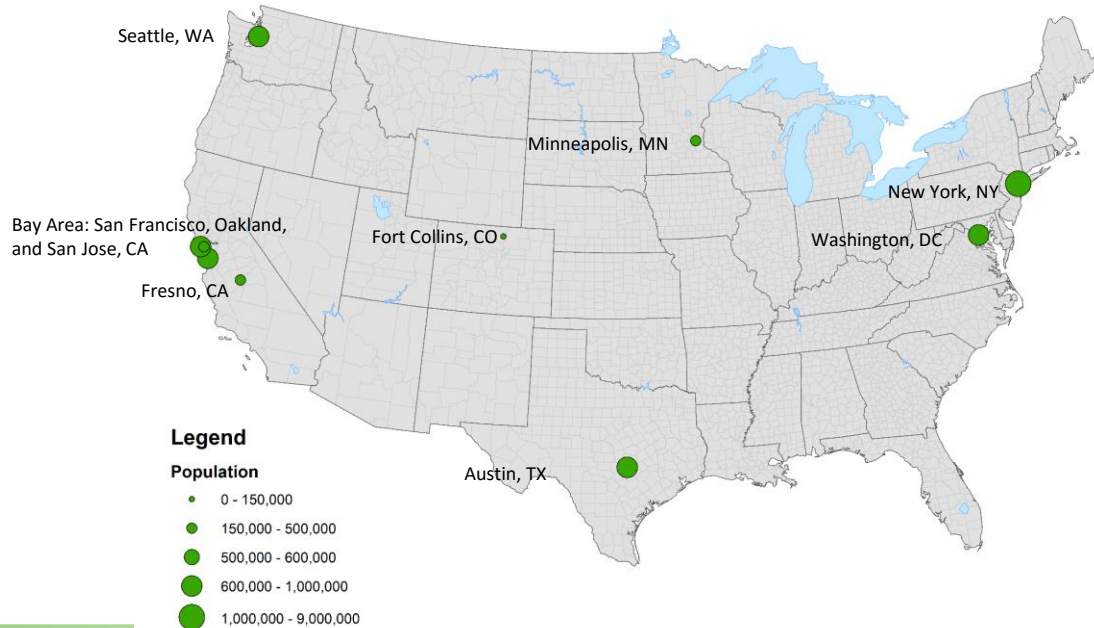 Seattle, WA
Minneapolis, MN
New York, NY
Bay Area: San Francisco, Oakland,
and San Jose, CA
Fort Collins, CO
Washington, DC
Fresno, CA
Austin, TX
Legend
Population
0 - 150,000
150,000 - 500,000
500,000 - 600,000
600,000 - 1,000,000
1,000,000 - 9,000,000